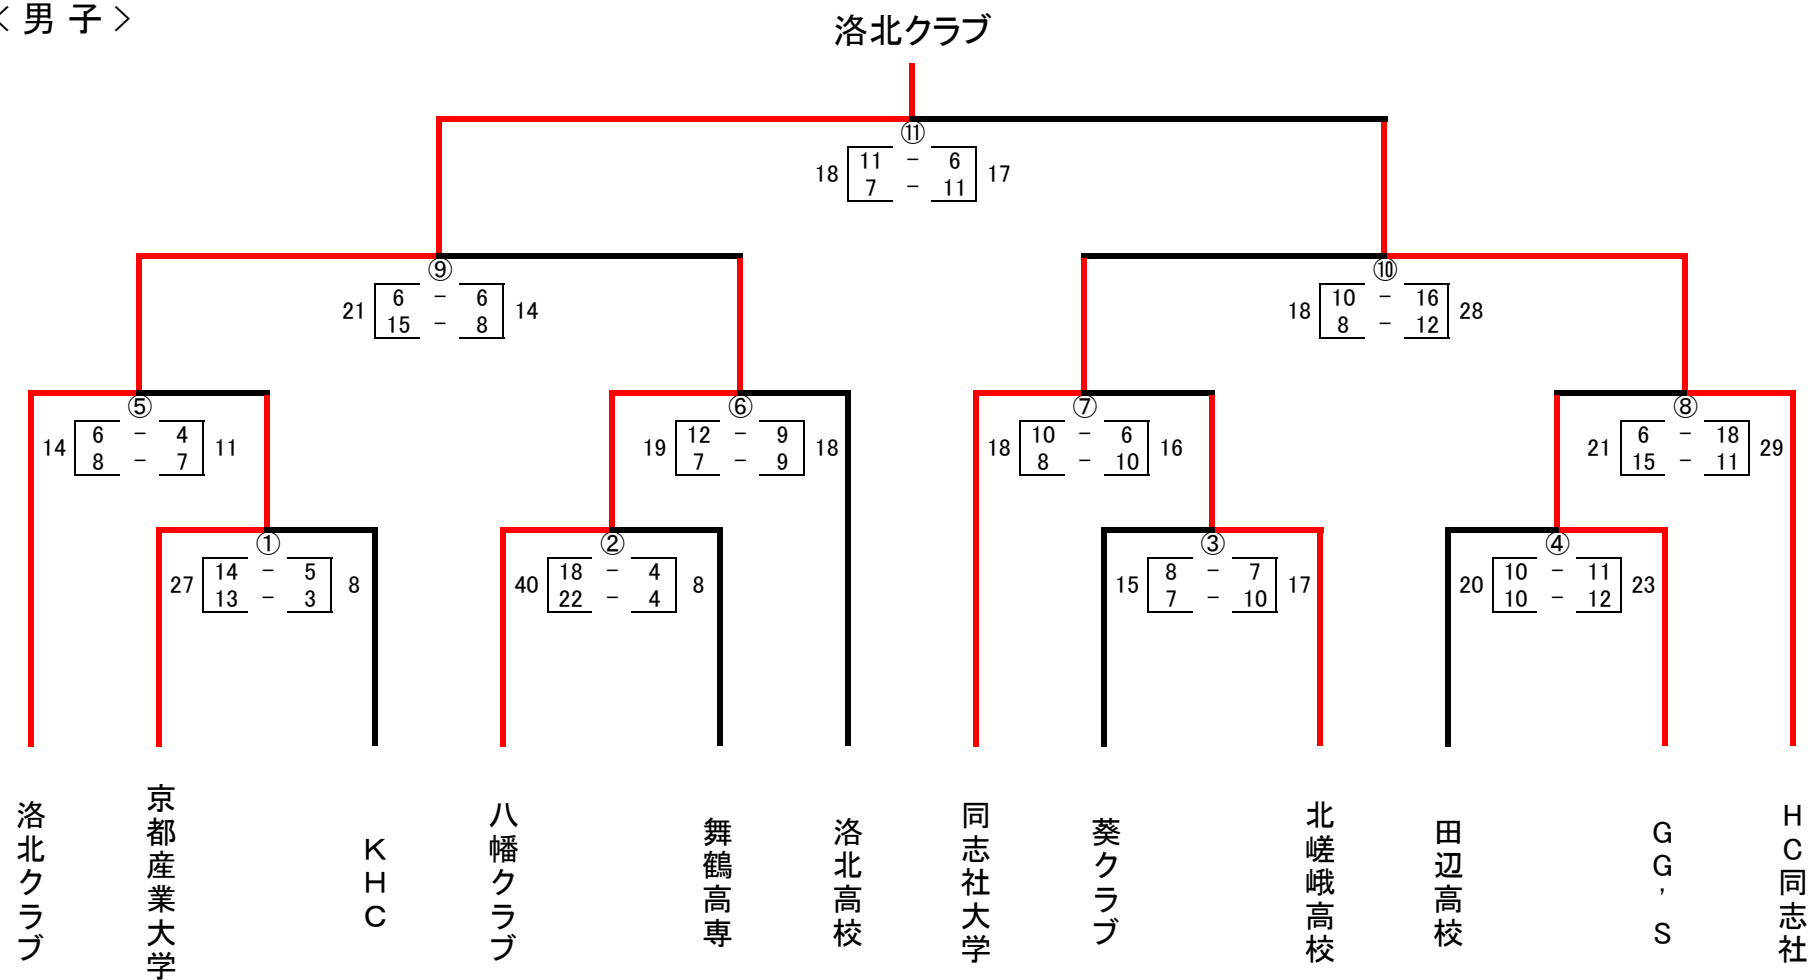 ＜ 男 子 ＞
洛北クラブ
⑪
18 11 － 6 17
7 － 11
⑨
21 6 － 6 14
15 － 8
⑩
18 10 － 16 28
8 － 12
⑤
14 6 － 4 11
8 － 7
⑥
19 12 － 9 18
7 － 9
⑦
18 10 － 6 16
8 － 10
⑧
21 6 － 18 29
15 － 11
①
27 14 － 5 8
13 － 3
②
40 18 － 4 8
22 － 4
③
15 8 － 7 17
7 － 10
④
20 10 － 11 23
10 － 12
洛北クラブ
京都産業大学
ＫＨＣ
八幡クラブ
舞鶴高専
洛北高校
同志社大学
葵クラブ
北嵯峨高校
田辺高校
ＧＧ’Ｓ
ＨＣ同志社